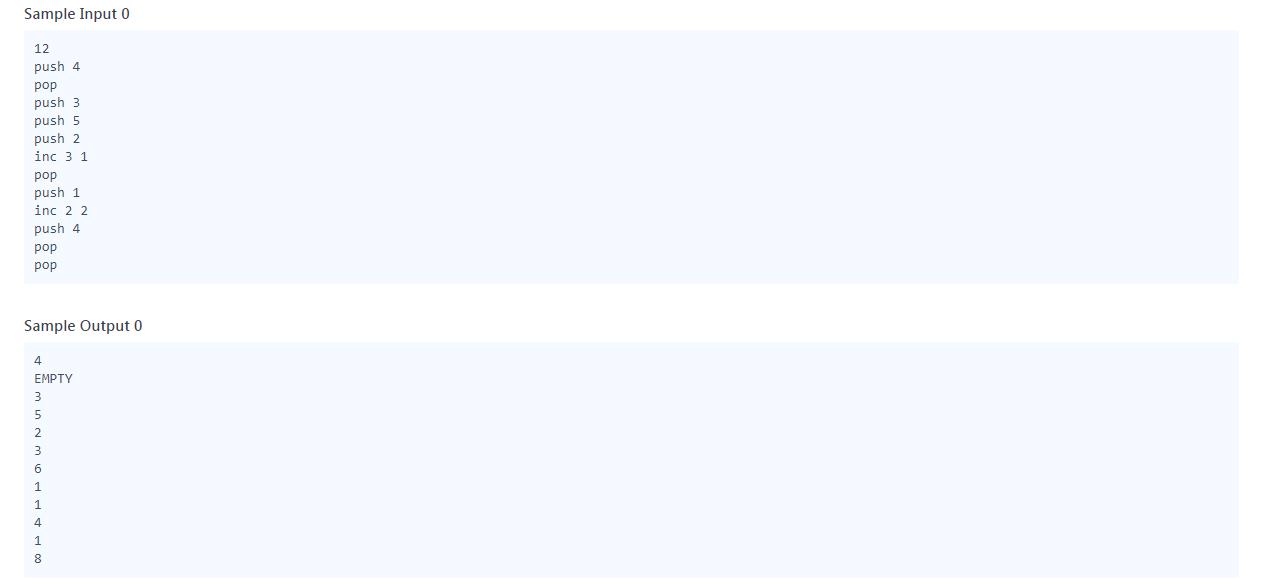 Sample Input 0
12
push 4
pop
push 3
push 5
push 2
inc 3 1
pop
push 1
inc 2 2
push 4
pop
pop
Sample Output 0
4
EMPTY
3
5
2
3
6
1
1
4
1
8